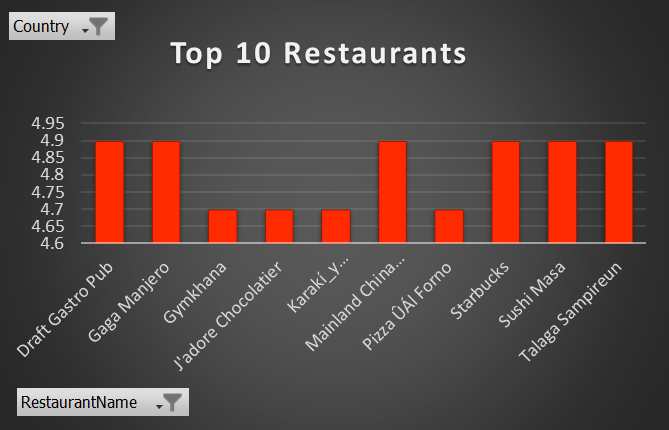 Country
Top 10 Restaurants
4.95
4.9
4.85
4.8
4.75
4.7
4.65
4.6
Draft Gastro Pub
Gaga Manjero
Gymkhana
J'adore Chocolatier
Karakí_y...
Mainland China...
Pizza ÛÁl Forno
Starbucks
Sushi Masa
Talaga Sampireun
RestaurantName